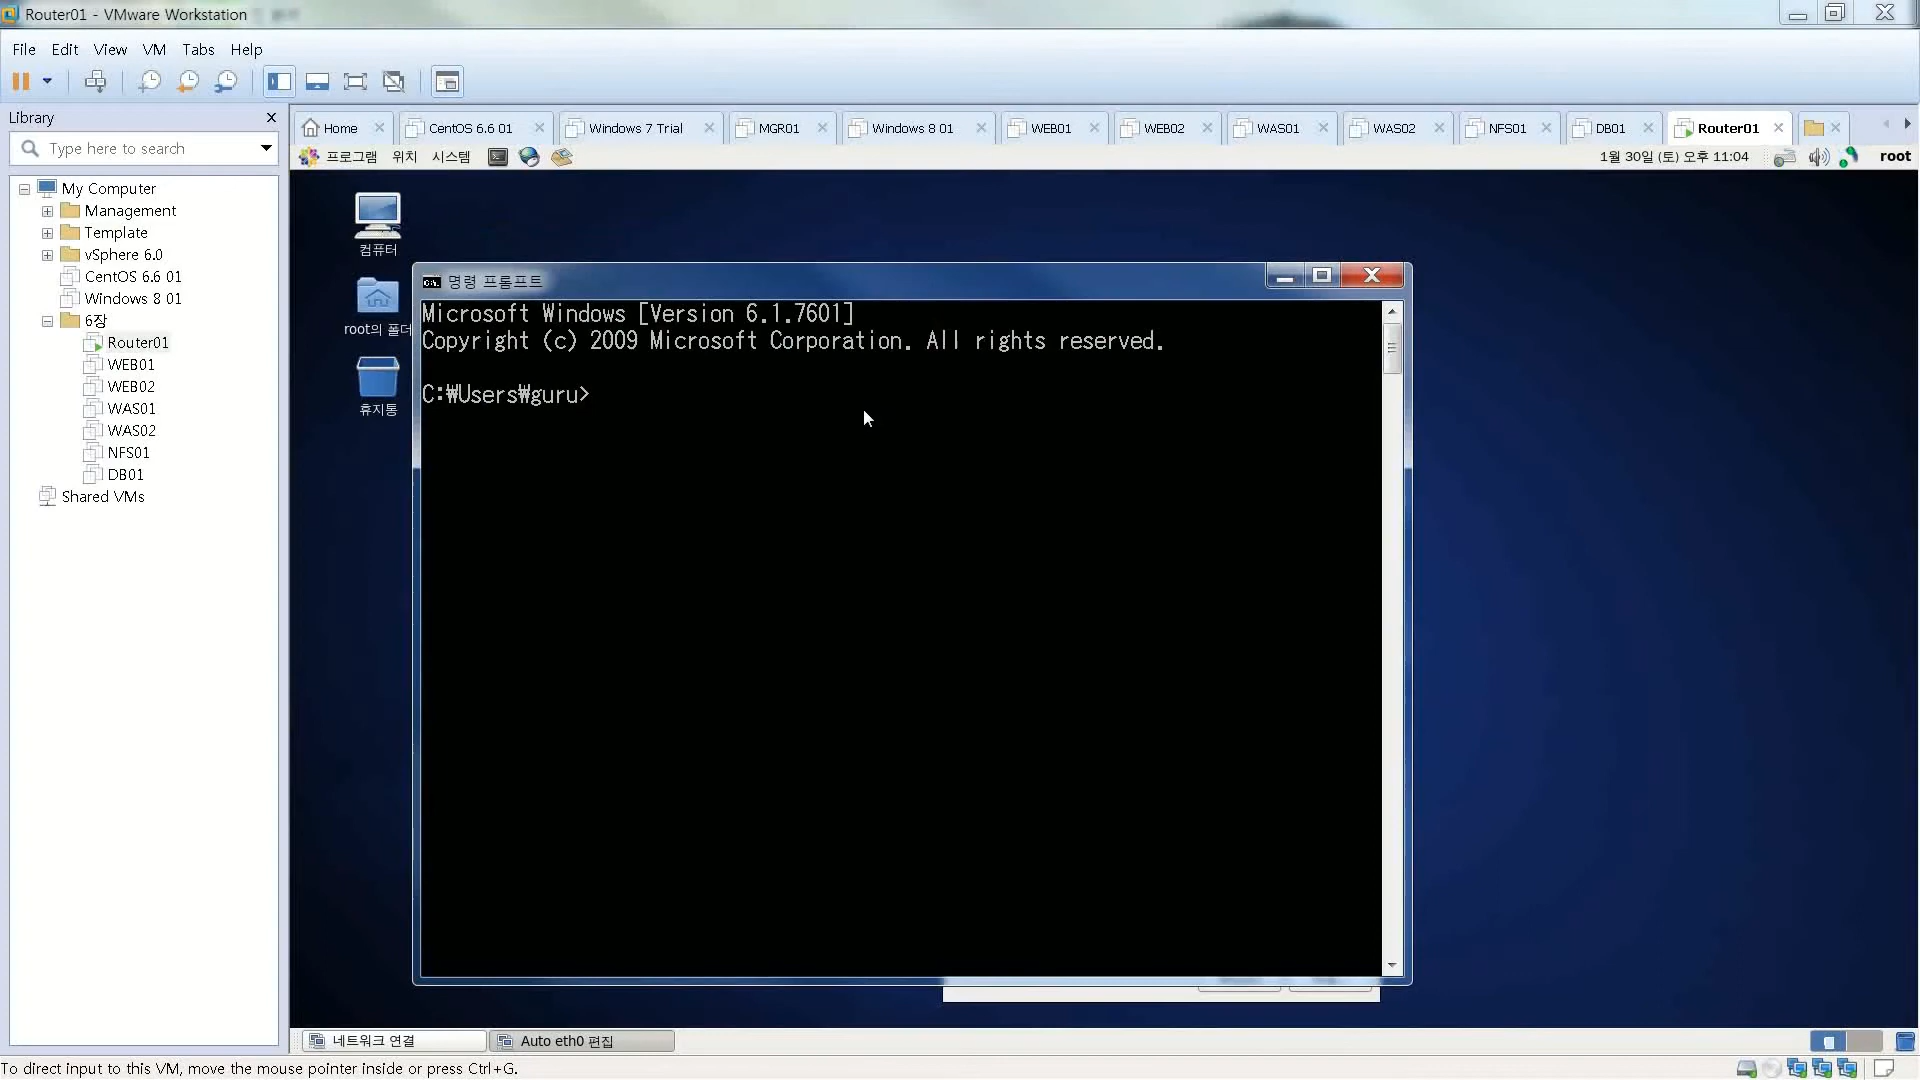 Router01 - VMware Workstation
File Edit View VM Tabs Help
Library
Type here to search
My Computer
Management
Template
vSphere 6.0
CentOS 6.6 01
Windows 8 01
6장
Router01
WEB01
WEB02
WAS01
WAS02
NFS01
DB01
Shared VMs
Home CentOS 6.6 01 Windows 7 Trial MGR01 Windows 8 01 WEB01 WEB02 WAS01 WAS02 NFS01 DB01 Router01
프로그램 위치 시스템 1월 30일 (토) 오후 11:04 root
컴퓨터
root의 폴더
휴지통
명령 프롬프트
Microsoft Windows [Version 6.1.7601]
Copyright (c) 2009 Microsoft Corporation. All rights reserved.
C:₩Users₩guru>
네트워크 연결 Auto eth0 편집
To direct input to this VM, move the mouse pointer inside or press Ctrl+G.